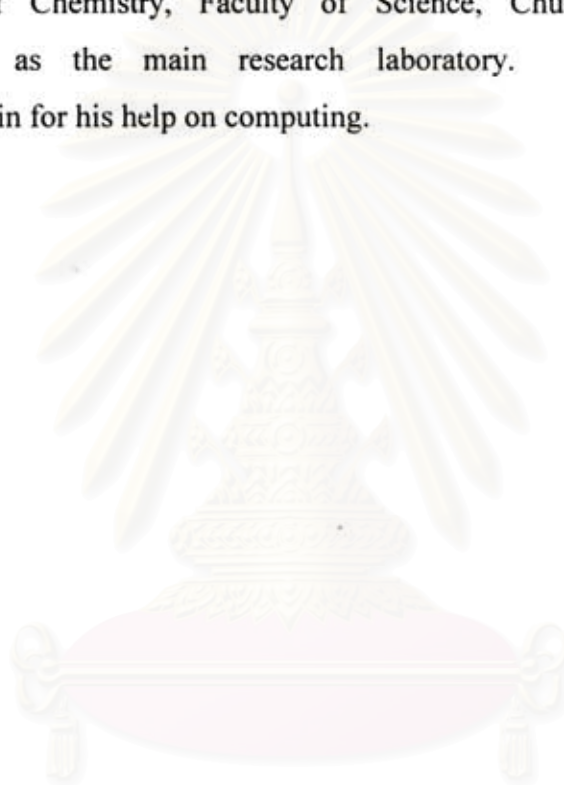 Chemistry, Faculty of Science, Chu
as the main research laboratory.
in for his help on computing.